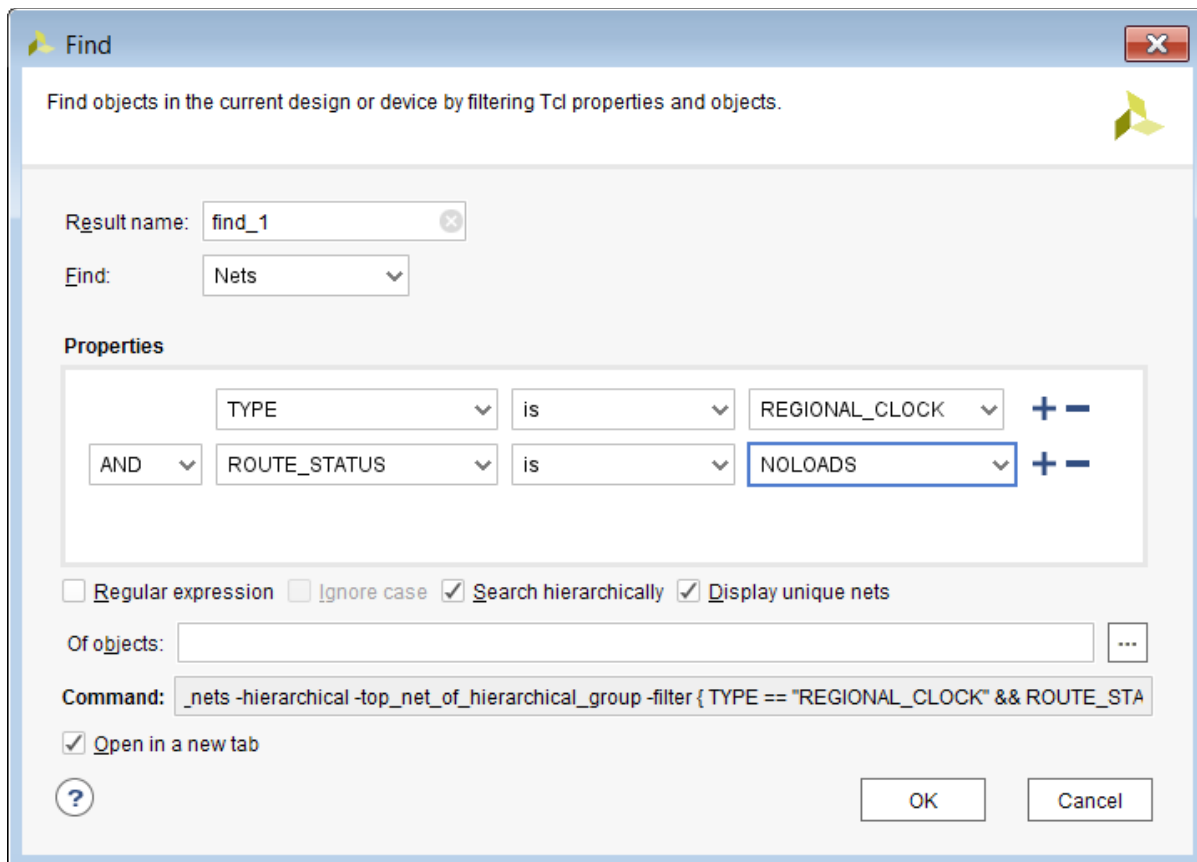 Find
Find objects in the current design or device by filtering Tcl properties and objects.
Result name: find_1
Find: Nets
Properties
TYPE is REGIONAL_CLOCK
AND ROUTE_STATUS is NOLOADS
Regular expression Ignore case Search hierarchically Display unique nets
Of objects: ...
Command: _nets -hierarchical -top_net_of_hierarchical_group -filter { TYPE == "REGIONAL_CLOCK" && ROUTE_STA
Open in a new tab
? OK Cancel